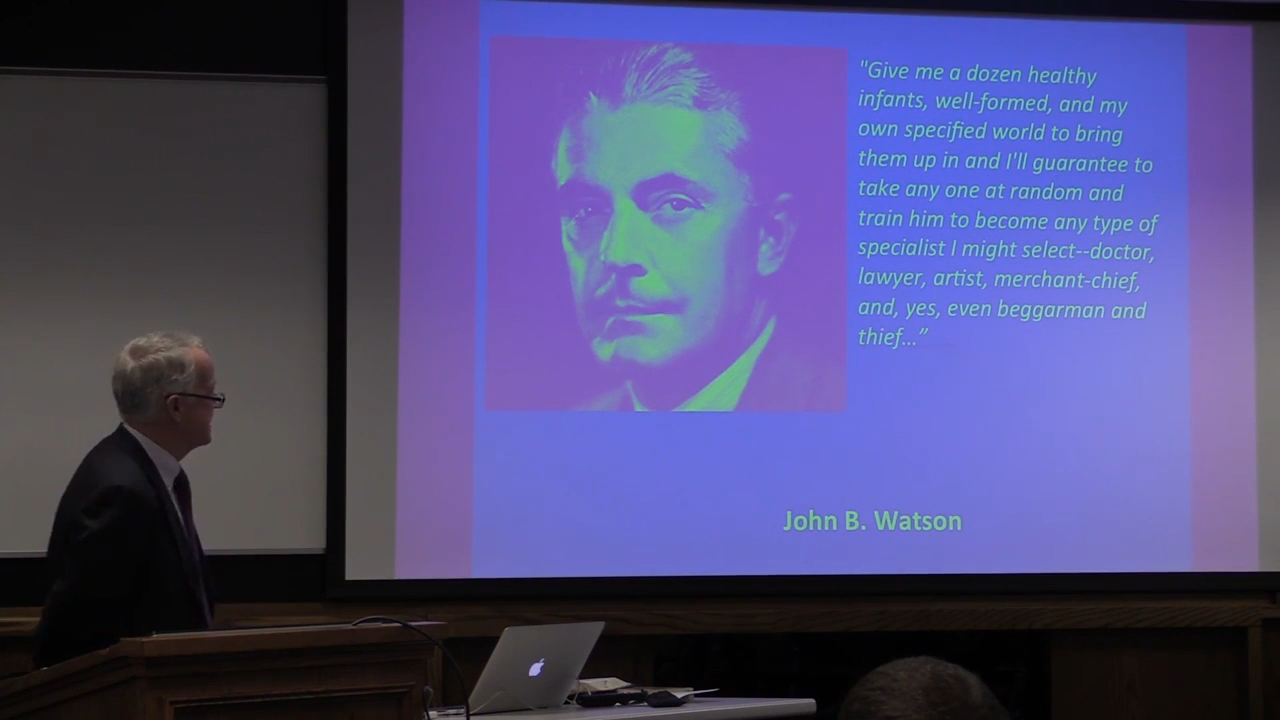 "Give me a dozen healthy
infants, well-formed, and my
own specified world to bring
them up in and I'll guarantee to
take any one at random and
train him to become any type of
specialist I might select--doctor,
lawyer, artist, merchant-chief,
and, yes, even beggarman and
thief…”
John B. Watson